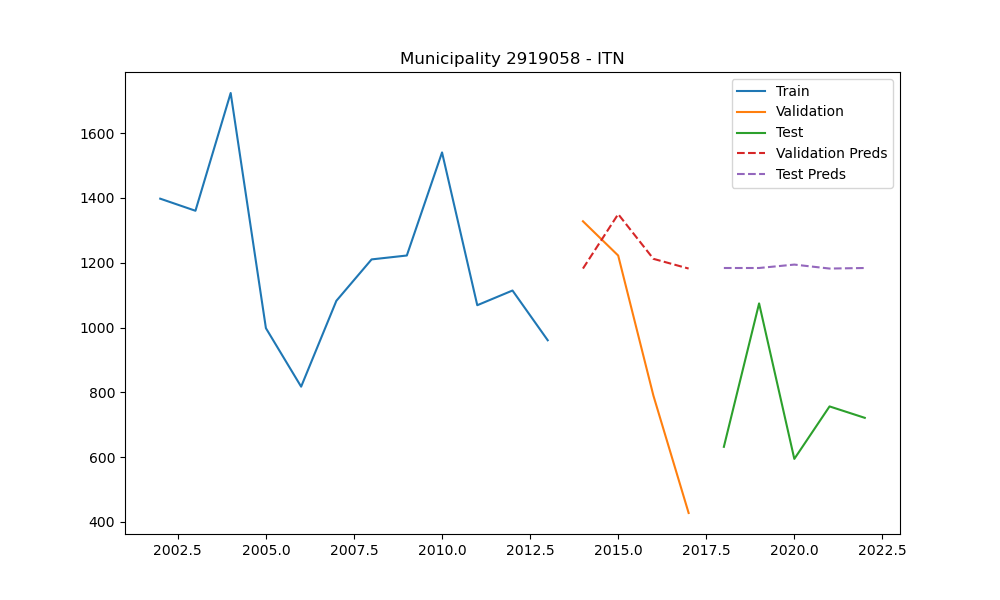 Municipality 2919058 - ITN
Train
Validation
Test
Validation Preds
Test Preds
1600
1400
1200
1000
800
600
400
2002.5 2005.0 2007.5 2010.0 2012.5 2015.0 2017.5 2020.0 2022.5